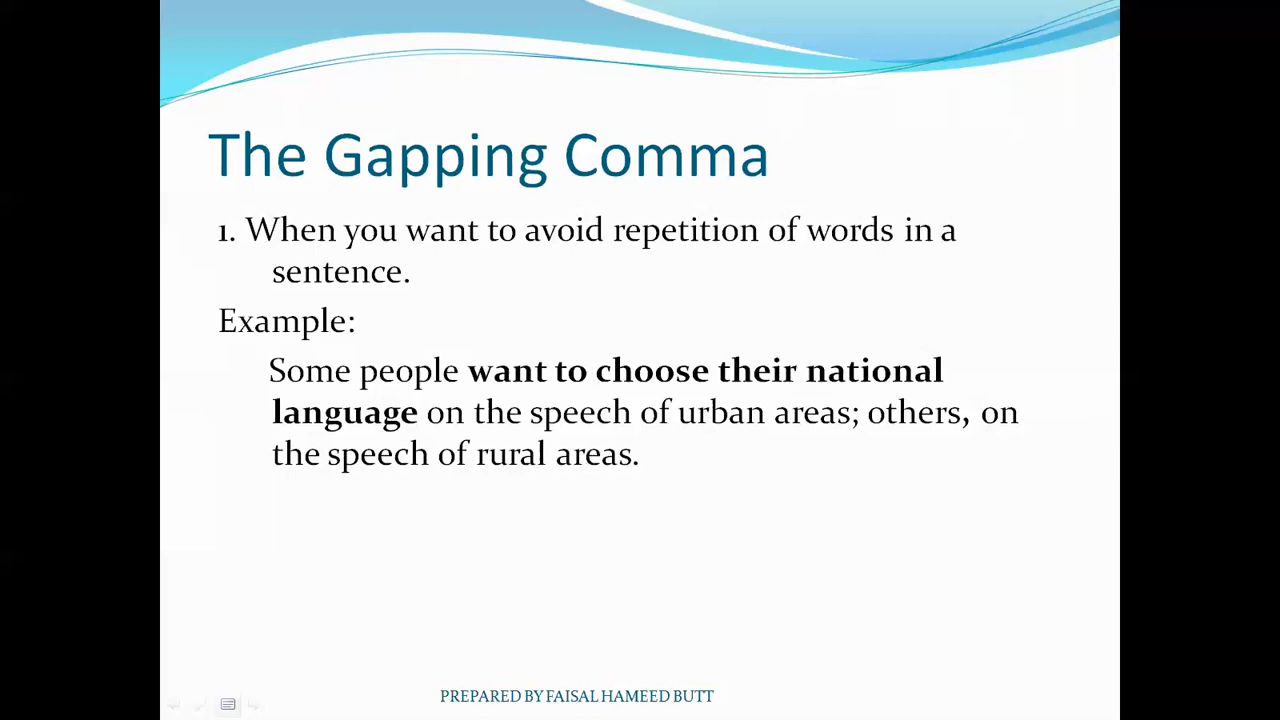 The Gapping Comma
1. When you want to avoid repetition of words in a
sentence.
Example:
Some people want to choose their national
language on the speech of urban areas; others, on
the speech of rural areas.
PREPARED BY FAISAL HAMEED BUTT